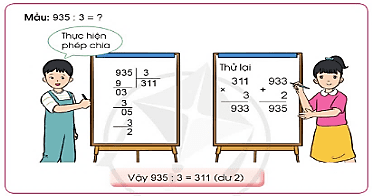 Mẫu: 935 : 3 = ?
Thực hiện
phép chia
935 3
9 311
03
3
05
3
2
Thử lại
311 933
× 3 + 2
933 935
Vậy 935 : 3 = 311 (dư 2)